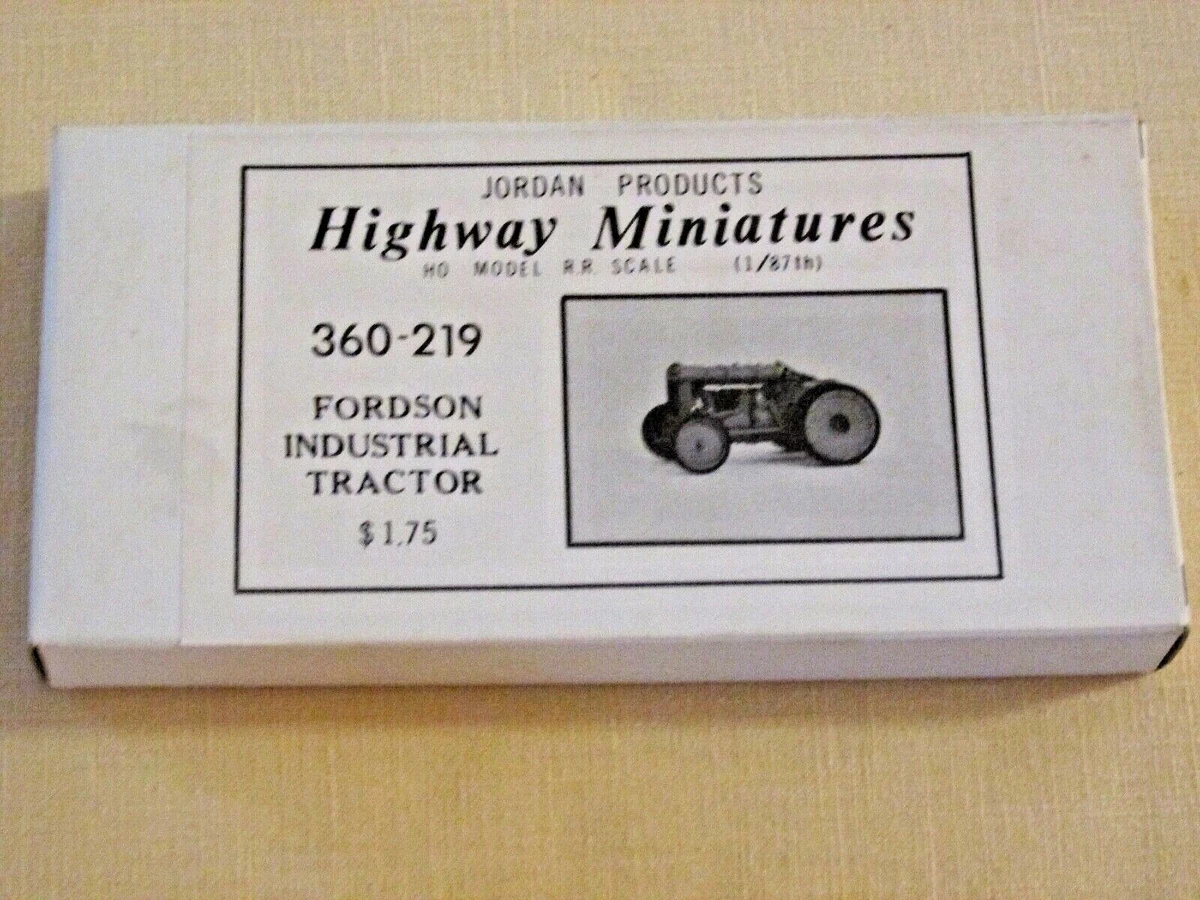 JORDAN PRODUCTS
Highway Miniatures
HO MODEL R.R. SCALE (1/87th)
360-219
FORDSON
INDUSTRIAL
TRACTOR
$1.75